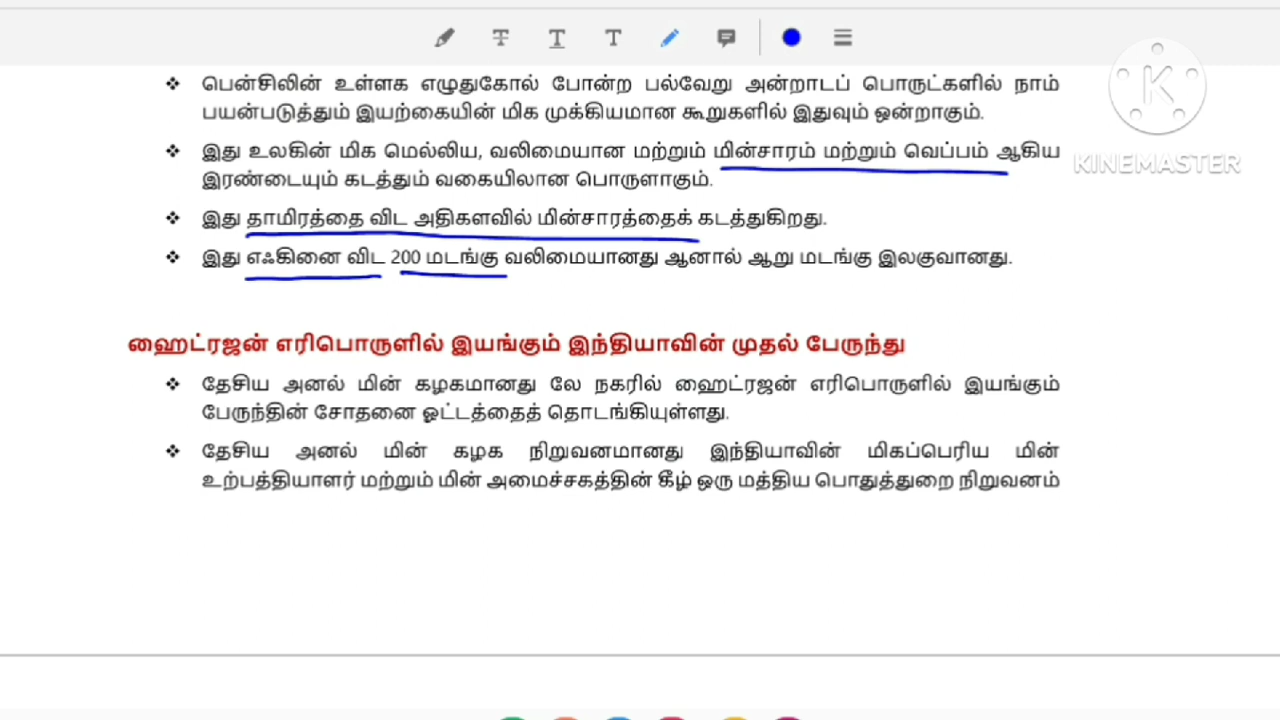 ❖ பென்சிலின் உள்ளக எழுதுகோல் போன்ற பல்வேறு அன்றாடப் பொருட்களில் நாம்
பயன்படுத்தும் இயற்கையின் மிக முக்கியமான கூறுகளில் இதுவும் ஒன்றாகும்.
❖ இது உலகின் மிக மெல்லிய, வலிமையான மற்றும் மின்சாரம் மற்றும் வெப்பம் ஆகிய
இரண்டையும் கடத்தும் வகையிலான பொருளாகும்.
❖ இது தாமிரத்தை விட அதிகளவில் மின்சாரத்தைக் கடத்துகிறது.
❖ இது எஃகினை விட 200 மடங்கு வலிமையானது ஆனால் ஆறு மடங்கு இலகுவானது.
ஹைட்ரஜன் எரிபொருளில் இயங்கும் இந்தியாவின் முதல் பேருந்து
❖ தேசிய அனல் மின் கழகமானது லே நகரில் ஹைட்ரஜன் எரிபொருளில் இயங்கும்
பேருந்தின் சோதனை ஓட்டத்தைத் தொடங்கியுள்ளது.
❖ தேசிய அனல் மின் கழக நிறுவனமானது இந்தியாவின் மிகப்பெரிய மின்
உற்பத்தியாளர் மற்றும் மின் அமைச்சகத்தின் கீழ் ஒரு மத்திய பொதுத்துறை நிறுவனம்
K
KINEMASTER